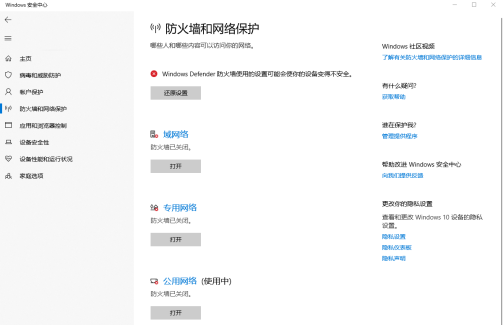 Windows 安全中心
主页
病毒和威胁防护
帐户保护
防火墙和网络保护
应用和浏览器控制
设备安全性
设备性能和运行状况
家庭选项
防火墙和网络保护
哪些人和哪些内容可以访问你的网络。
Windows Defender 防火墙使用的设置可能会使你的设备变得不安全。
还原设置
域网络
防火墙已关闭。
打开
专用网络
防火墙已关闭。
打开
公用网络 (使用中)
防火墙已关闭。
打开
Windows 社区视频
了解有关防火墙和网络保护的详细信息
有什么疑问?
获取帮助
谁在保护我?
管理提供程序
帮助改进 Windows 安全中心
向我们提供反馈
更改你的隐私设置
查看和更改 Windows 10 设备的隐私
设置。
隐私设置
隐私仪表板
隐私声明